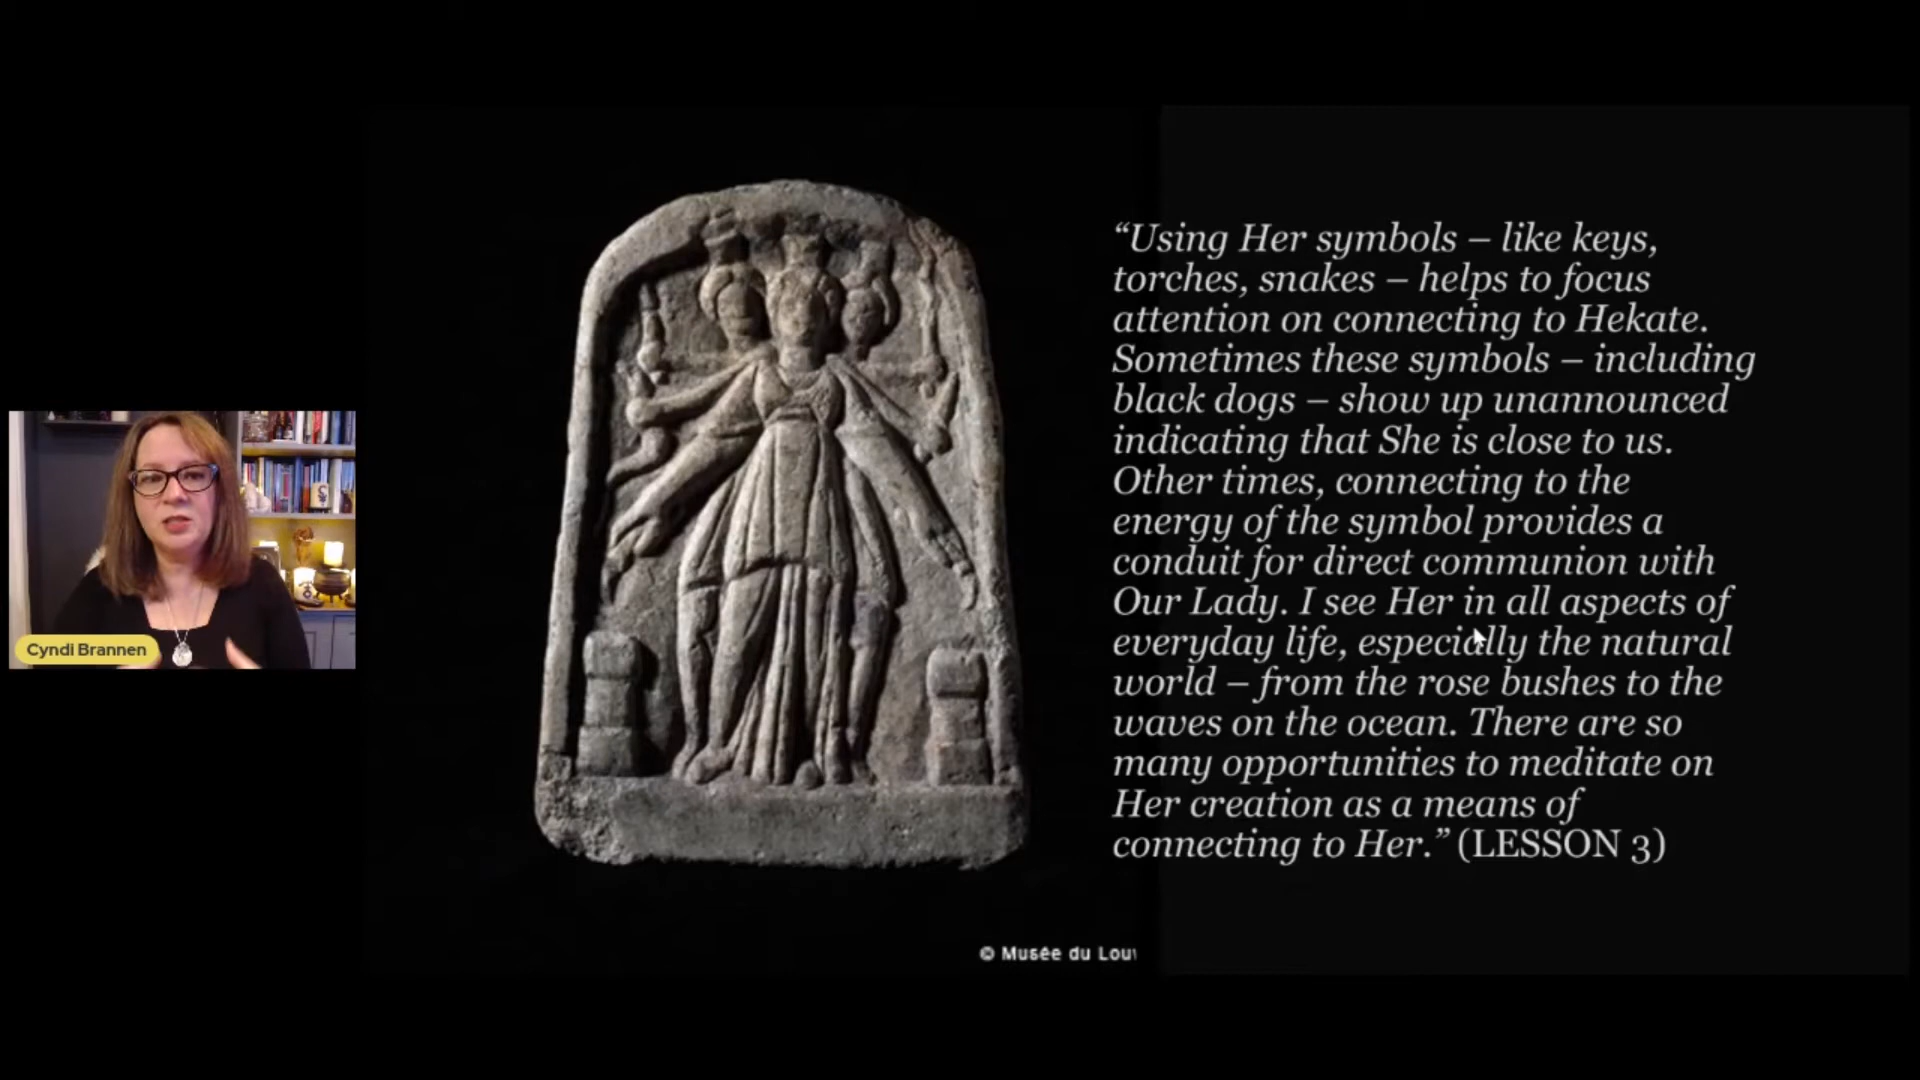 Cyndi Brannen
“Using Her symbols – like keys,
torches, snakes – helps to focus
attention on connecting to Hekate.
Sometimes these symbols – including
black dogs – show up unannounced
indicating that She is close to us.
Other times, connecting to the
energy of the symbol provides a
conduit for direct communion with
Our Lady. I see Her in all aspects of
everyday life, especially the natural
world – from the rose bushes to the
waves on the ocean. There are so
many opportunities to meditate on
Her creation as a means of
connecting to Her.” (LESSON 3)
© Musée du Lou